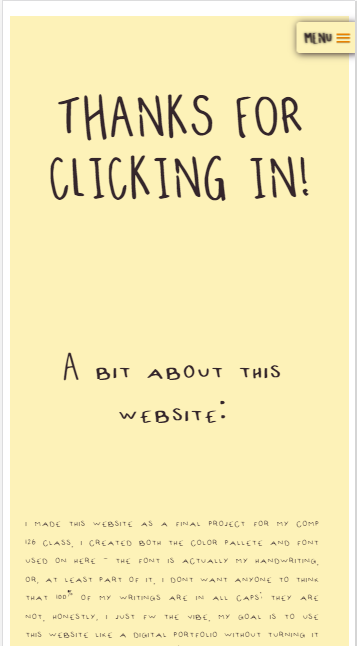 MENU
THANKS FOR
CLICKING IN!
A BIT ABOUT THIS
WEBSITE:
I MADE THIS WEBSITE AS A FINAL PROJECT FOR MY COMP
126 CLASS, I CREATED BOTH THE COLOR PALLETE AND FONT
USED ON HERE - THE FONT IS ACTUALLY MY HANDWRITING,
OR, AT LEAST PART OF IT, I DONT WANT ANYONE TO THINK
THAT 100% OF MY WRITINGS ARE IN ALL CAPS: THEY ARE
NOT, HONESTLY, I JUST FW THE VIBE, MY GOAL IS TO USE
THIS WEBSITE LIKE A DIGITAL PORTFOLIO WITHOUT TURNING IT